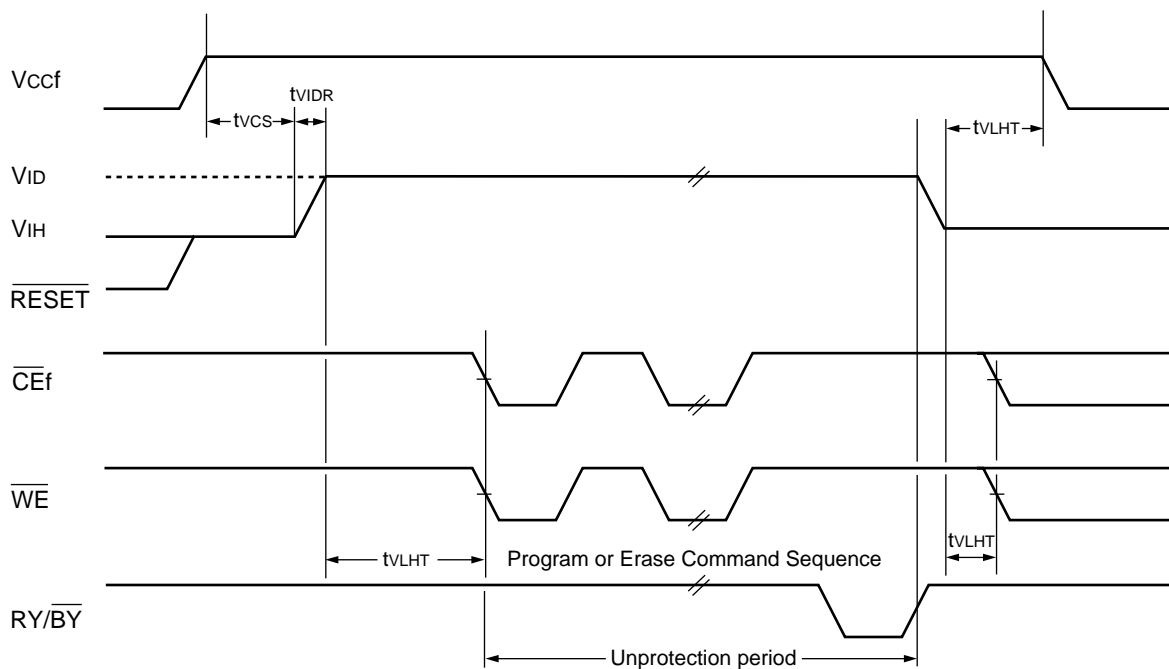 VCCf
tVIDR
tVCS
tVLHT
VID
VIH
RESET
CEf
WE
tVLHT
tVLHT Program or Erase Command Sequence
RY/BY
Unprotection period